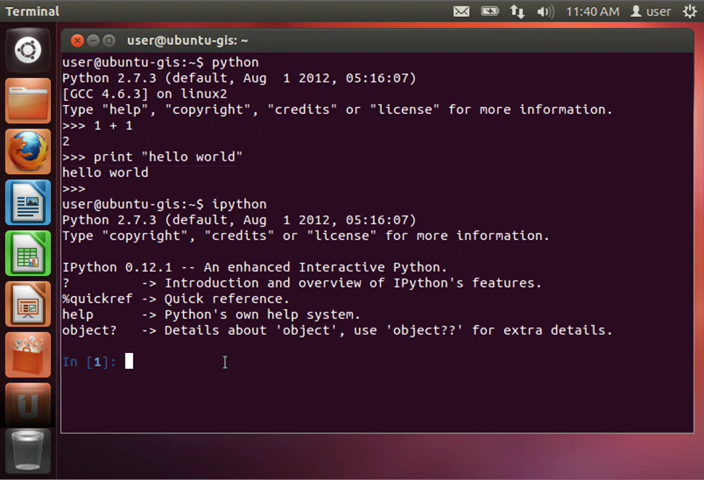 Terminal
11:40 AM user
user@ubuntu-gis: ~
user@ubuntu-gis:~$ python
Python 2.7.3 (default, Aug  1 2012, 05:16:07)
[GCC 4.6.3] on linux2
Type "help", "copyright", "credits" or "license" for more information.
>>> 1 + 1
2
>>> print "hello world"
hello world
>>>
user@ubuntu-gis:~$ ipython
Python 2.7.3 (default, Aug  1 2012, 05:16:07)
Type "copyright", "credits" or "license" for more information.
IPython 0.12.1 -- An enhanced Interactive Python.
?         -> Introduction and overview of IPython's features.
%quickref -> Quick reference.
help      -> Python's own help system.
object?   -> Details about 'object', use 'object??' for extra details.
In [1]: